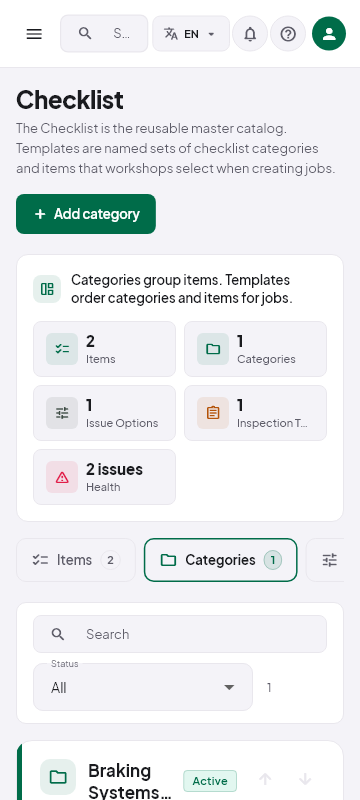 S...
EN
Checklist
The Checklist is the reusable master catalog.
Templates are named sets of checklist categories
and items that workshops select when creating jobs.
+ Add category
Categories group items. Templates
order categories and items for jobs.
2
Items
1
Categories
1
Issue Options
1
Inspection T...
2 issues
Health
Items 2
Categories 1
Search
Status
All
1
Braking
Systems...
Active